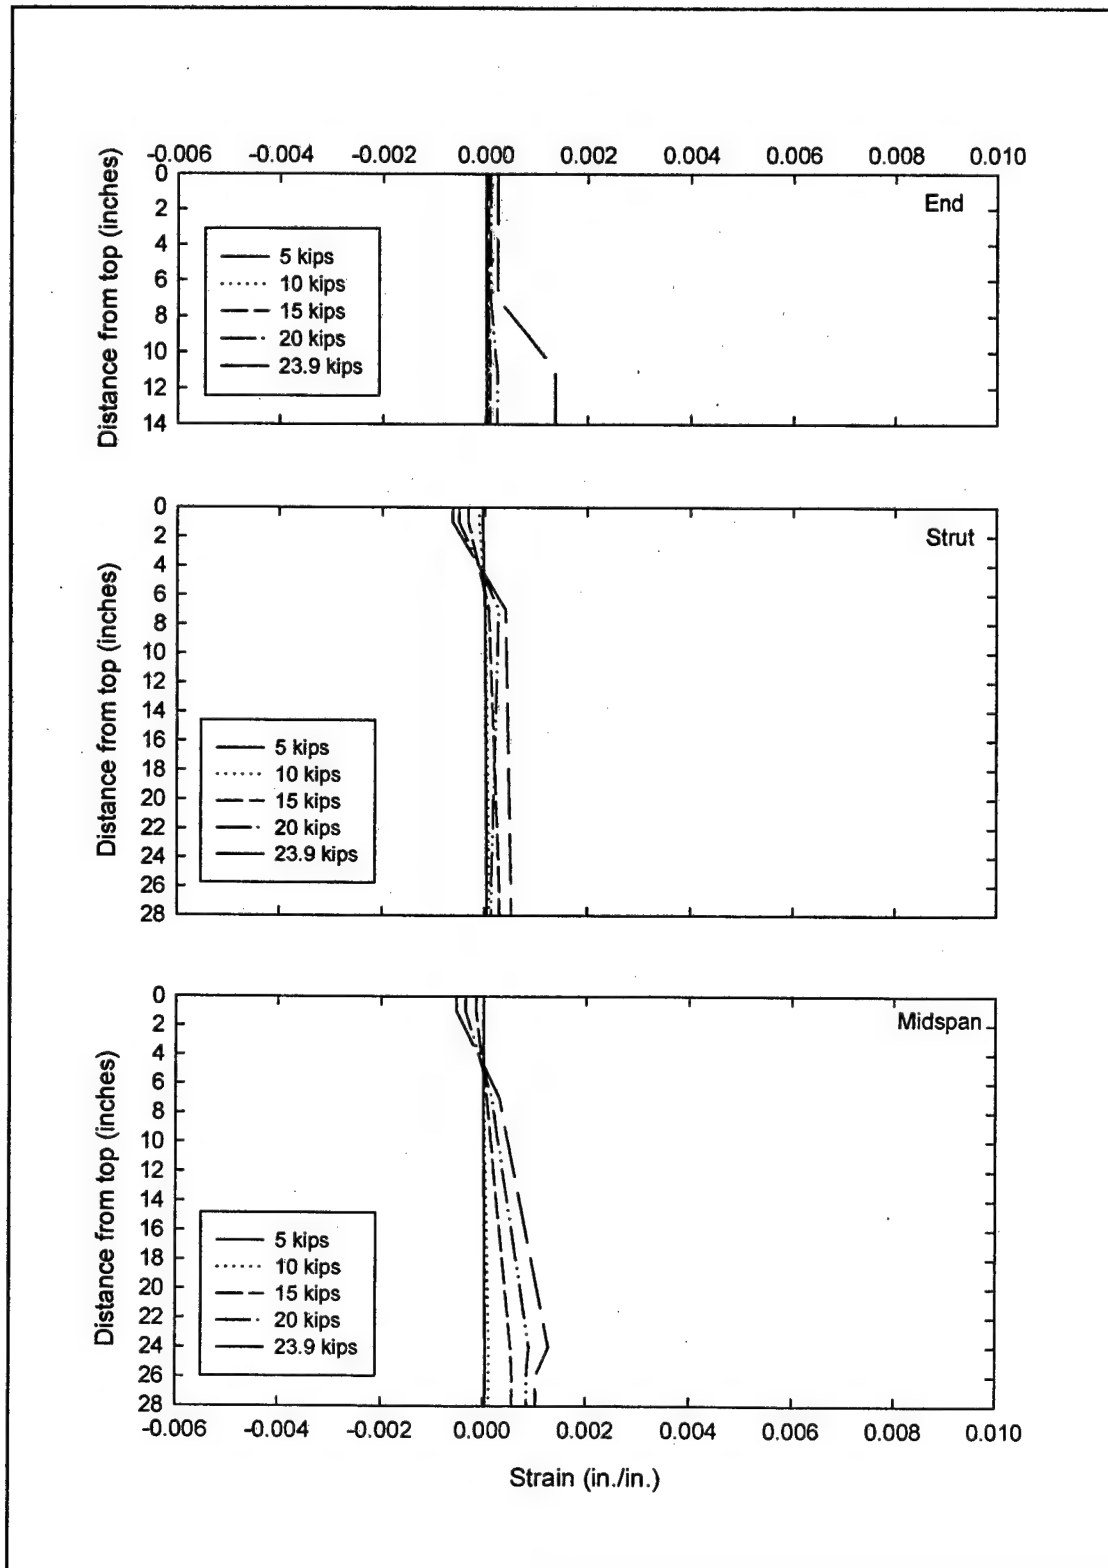 -0.006 -0.004 -0.002 0.000 0.002 0.004 0.006 0.008 0.010
Distance from top (inches)
0
2
4
6
8
10
12
14
End
5 kips
10 kips
15 kips
20 kips
23.9 kips
Distance from top (inches)
0
2
4
6
8
10
12
14
16
18
20
22
24
26
28
Strut
5 kips
10 kips
15 kips
20 kips
23.9 kips
Distance from top (inches)
0
2
4
6
8
10
12
14
16
18
20
22
24
26
28
Midspan
5 kips
10 kips
15 kips
20 kips
23.9 kips
-0.006 -0.004 -0.002 0.000 0.002 0.004 0.006 0.008 0.010
Strain (in./in.)